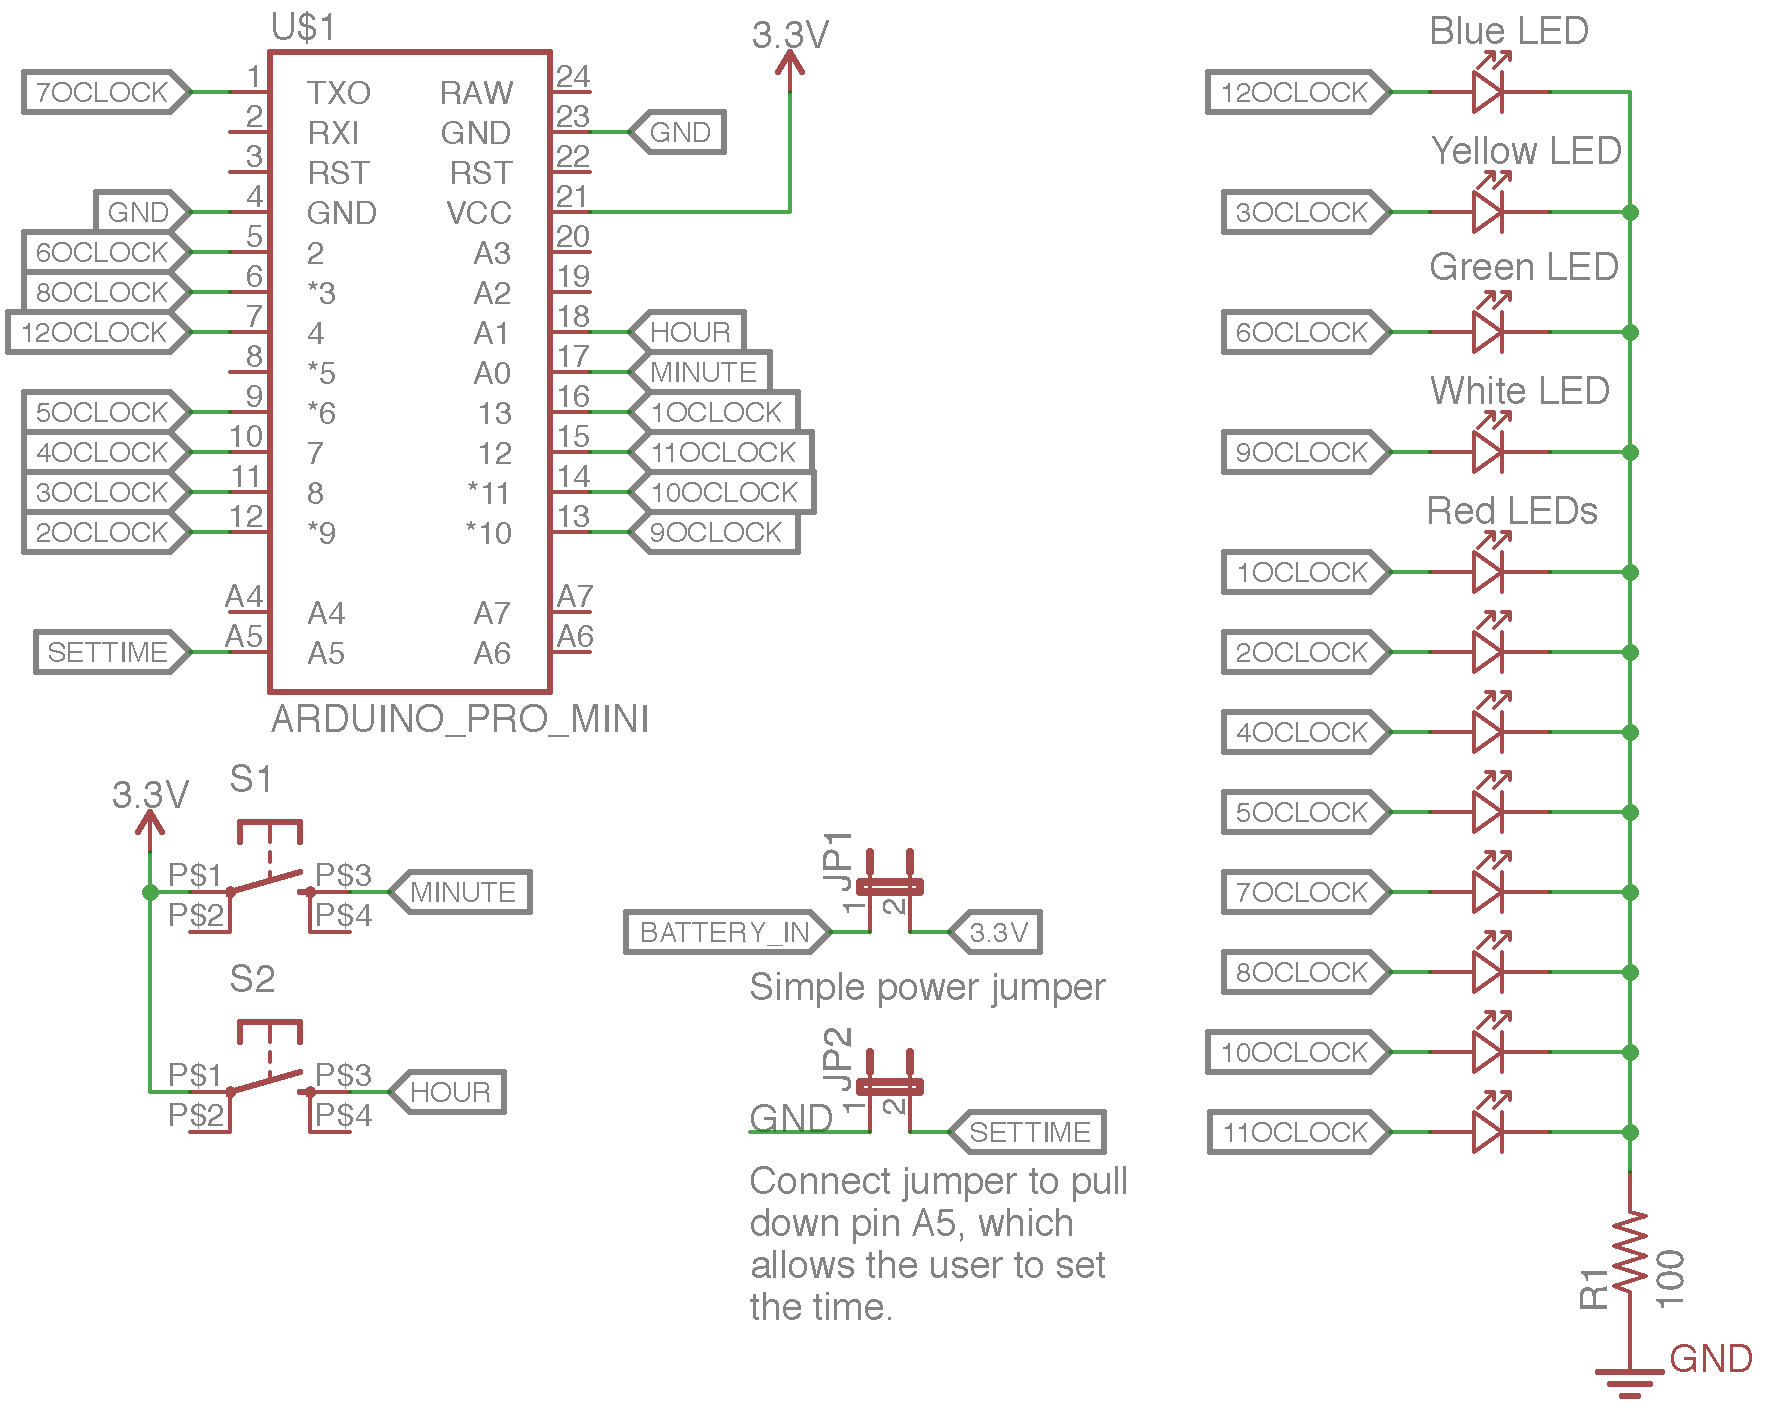 U$1
3.3V
7OCLOCK 1 TXO RAW 24
2 RXI GND 23 GND
3 RST RST 22
GND 4 GND VCC 21
6OCLOCK 5 2 A3 20
8OCLOCK 6 *3 A2 19
12OCLOCK 7 4 A1 18 HOUR
8 *5 A0 17 MINUTE
5OCLOCK 9 *6 13 16 1OCLOCK
4OCLOCK 10 7 12 15 11OCLOCK
3OCLOCK 11 8 *11 14 10OCLOCK
2OCLOCK 12 *9 *10 13 9OCLOCK
A4 A4 A7 A7
SETTIME A5 A5 A6 A6
ARDUINO_PRO_MINI
3.3V
S1
P$1 P$3 MINUTE
P$2 P$4
S2
P$1 P$3 HOUR
P$2 P$4
JP1
1 2
BATTERY_IN 3.3V
Simple power jumper
JP2
1 2
GND SETTIME
Connect jumper to pull
down pin A5, which
allows the user to set
the time.
Blue LED
12OCLOCK
Yellow LED
3OCLOCK
Green LED
6OCLOCK
White LED
9OCLOCK
Red LEDs
1OCLOCK
2OCLOCK
4OCLOCK
5OCLOCK
7OCLOCK
8OCLOCK
10OCLOCK
11OCLOCK
R1
100
GND